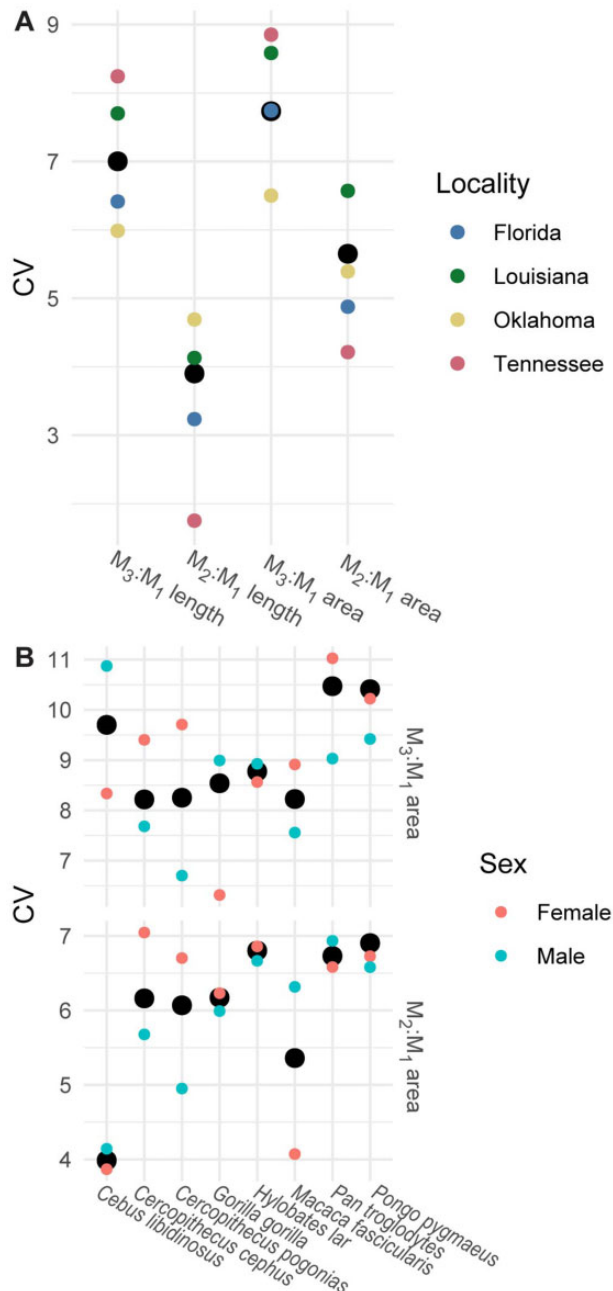 A
9
7
5
3
CV
M₃:M₁ length
M₂:M₁ length
M₃:M₁ area
M₂:M₁ area
Locality
Florida
Louisiana
Oklahoma
Tennessee
B
11
10
9
8
7
M₃:M₁ area
CV
7
6
5
4
M₂:M₁ area
Cebus libidinosus
Cercopithecus cephus
Cercopithecus pogonias
Gorilla gorilla
Hylobates lar
Macaca fascicularis
Pan troglodytes
Pongo pygmaeus
Sex
Female
Male